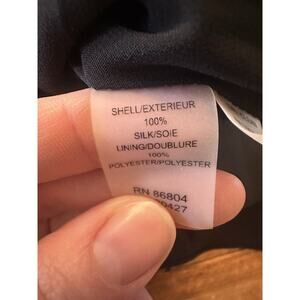 SHELL/EXTERIEUR
100%
SILK/SOIE
LINING/DOUBLURE
100%
POLYESTER/POLYESTER
RN 86804